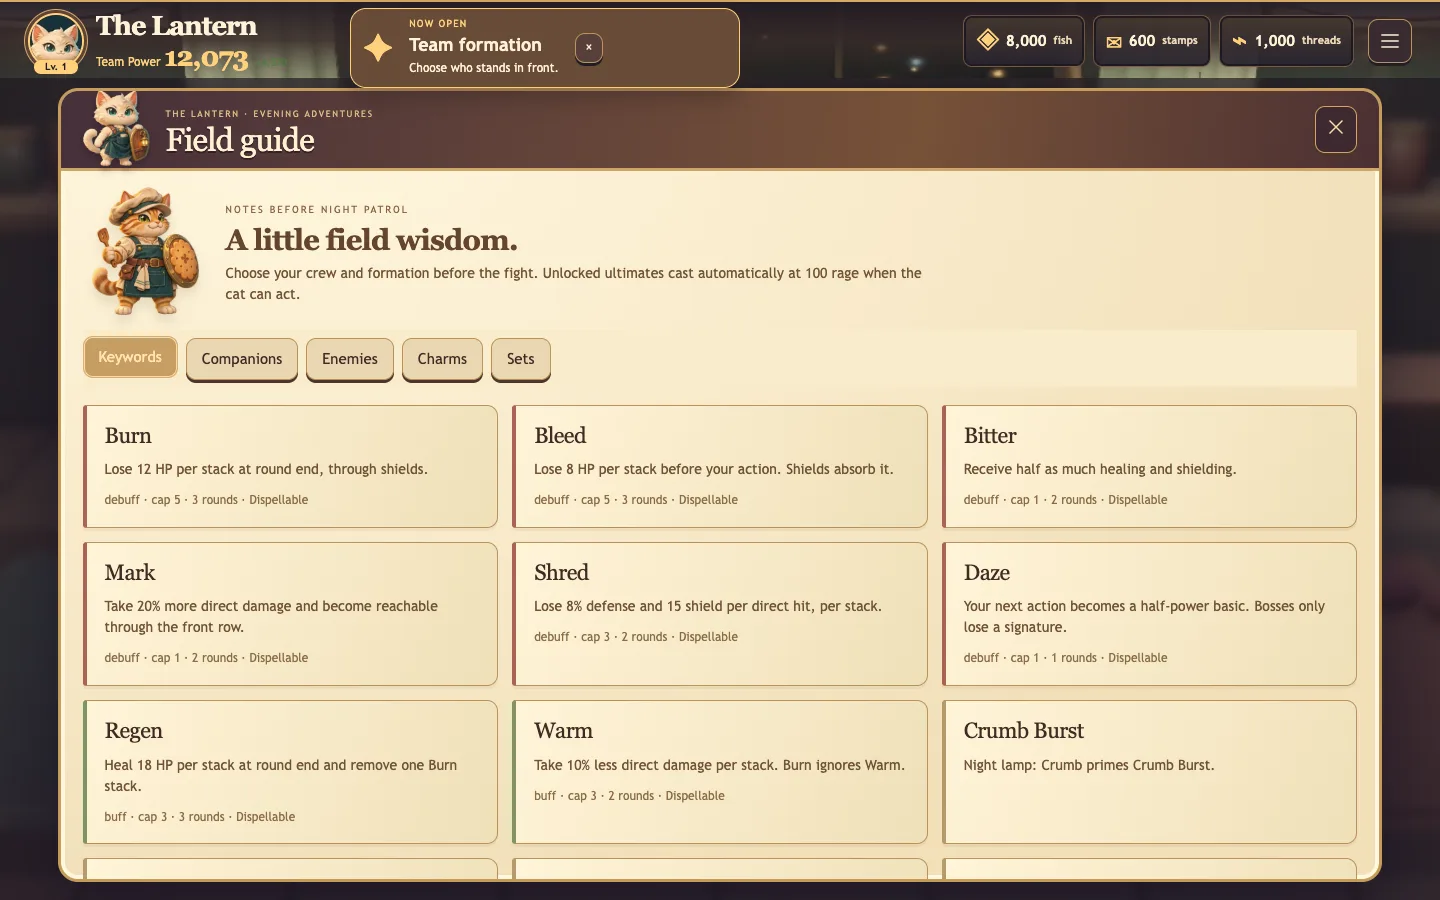 The Lantern
Lv. 1
Team Power 12,073
NOW OPEN
Team formation
Choose who stands in front.
8,000 fish
600 stamps
1,000 threads
THE LANTERN · EVENING ADVENTURES
Field guide
NOTES BEFORE NIGHT PATROL
A little field wisdom.
Choose your crew and formation before the fight. Unlocked ultimates cast automatically at 100 rage when the
cat can act.
Keywords
Companions
Enemies
Charms
Sets
Burn
Lose 12 HP per stack at round end, through shields.
debuff · cap 5 · 3 rounds · Dispellable
Bleed
Lose 8 HP per stack before your action. Shields absorb it.
debuff · cap 5 · 3 rounds · Dispellable
Bitter
Receive half as much healing and shielding.
debuff · cap 1 · 2 rounds · Dispellable
Mark
Take 20% more direct damage and become reachable
through the front row.
debuff · cap 1 · 2 rounds · Dispellable
Shred
Lose 8% defense and 15 shield per direct hit, per stack.
debuff · cap 3 · 2 rounds · Dispellable
Daze
Your next action becomes a half-power basic. Bosses only
lose a signature.
debuff · cap 1 · 1 rounds · Dispellable
Regen
Heal 18 HP per stack at round end and remove one Burn
stack.
buff · cap 3 · 3 rounds · Dispellable
Warm
Take 10% less direct damage per stack. Burn ignores Warm.
buff · cap 3 · 2 rounds · Dispellable
Crumb Burst
Night lamp: Crumb primes Crumb Burst.